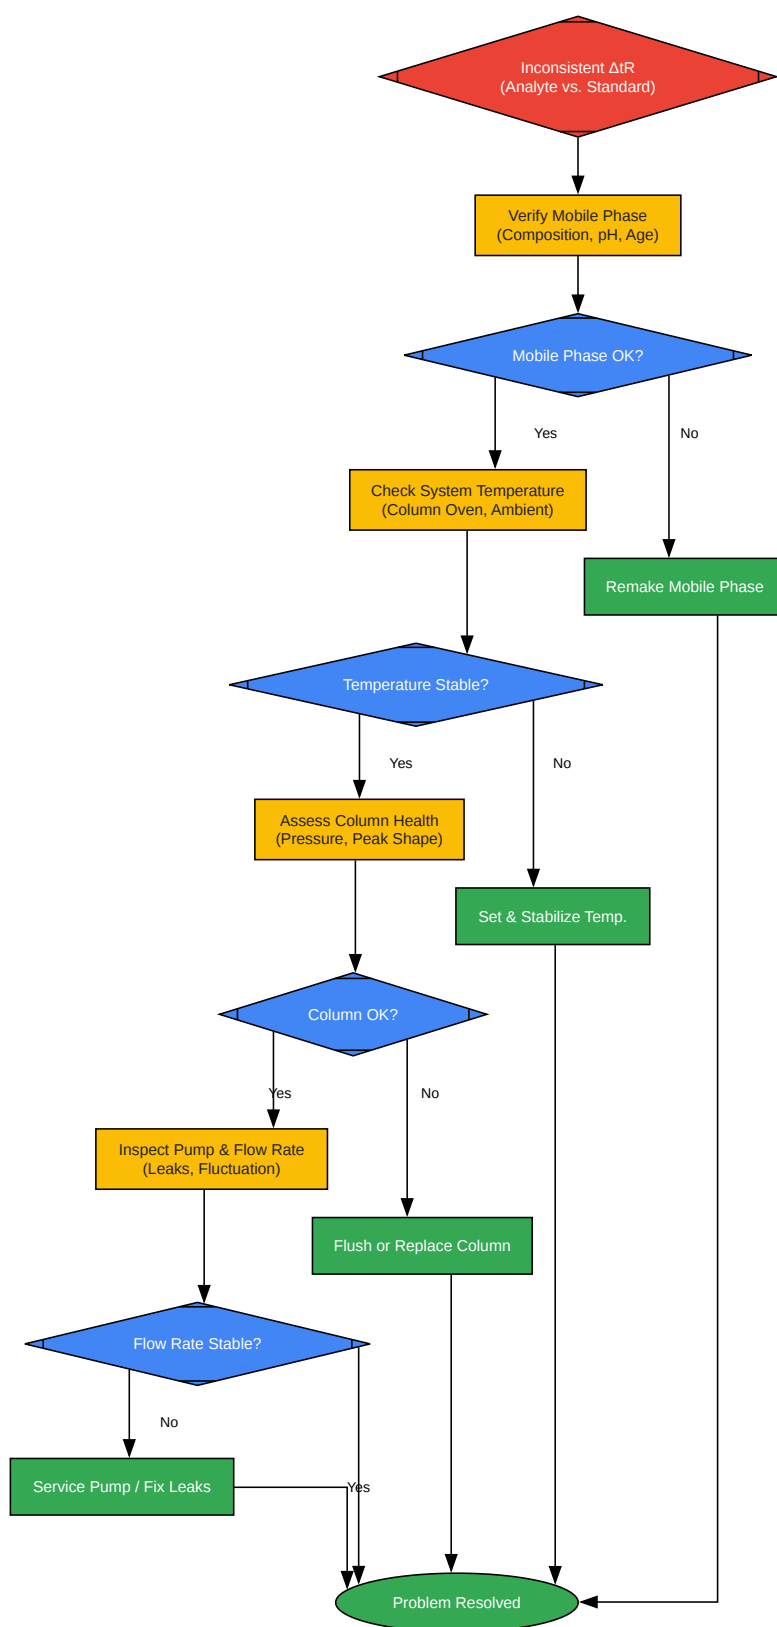 Inconsistent ΔtR
(Analyte vs. Standard)
Verify Mobile Phase
(Composition, pH, Age)
Mobile Phase OK?
Yes
No
Check System Temperature
(Column Oven, Ambient)
Remake Mobile Phase
Temperature Stable?
Yes
No
Assess Column Health
(Pressure, Peak Shape)
Set & Stabilize Temp.
Column OK?
Yes
No
Inspect Pump & Flow Rate
(Leaks, Fluctuation)
Flush or Replace Column
Flow Rate Stable?
No
Service Pump / Fix Leaks
Yes
Problem Resolved